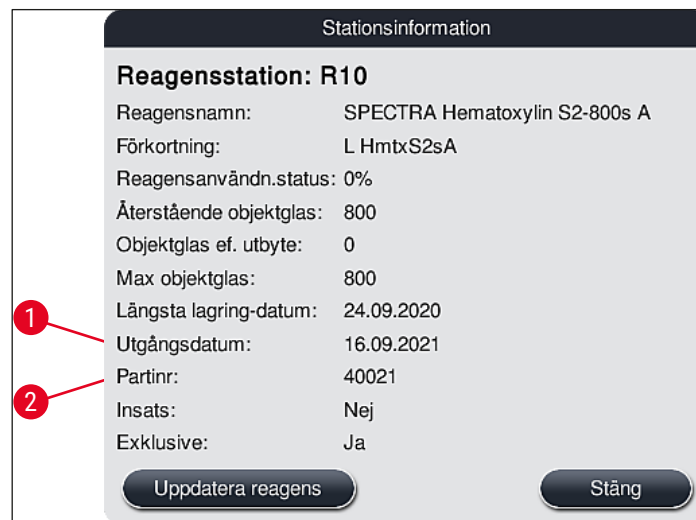 Stationsinformation
Reagensstation: R10
Reagensnamn: SPECTRA Hematoxylin S2-800s A
Förkortning: L HmtxS2sA
Reagensanvändn.status: 0%
Återstående objektglas: 800
Objektglas ef. utbyte: 0
Max objektglas: 800
Längsta lagring-datum: 24.09.2020
1
Utgångsdatum: 16.09.2021
Partinr: 40021
2
Insats: Nej
Exklusive: Ja
Uppdatera reagens Stäng